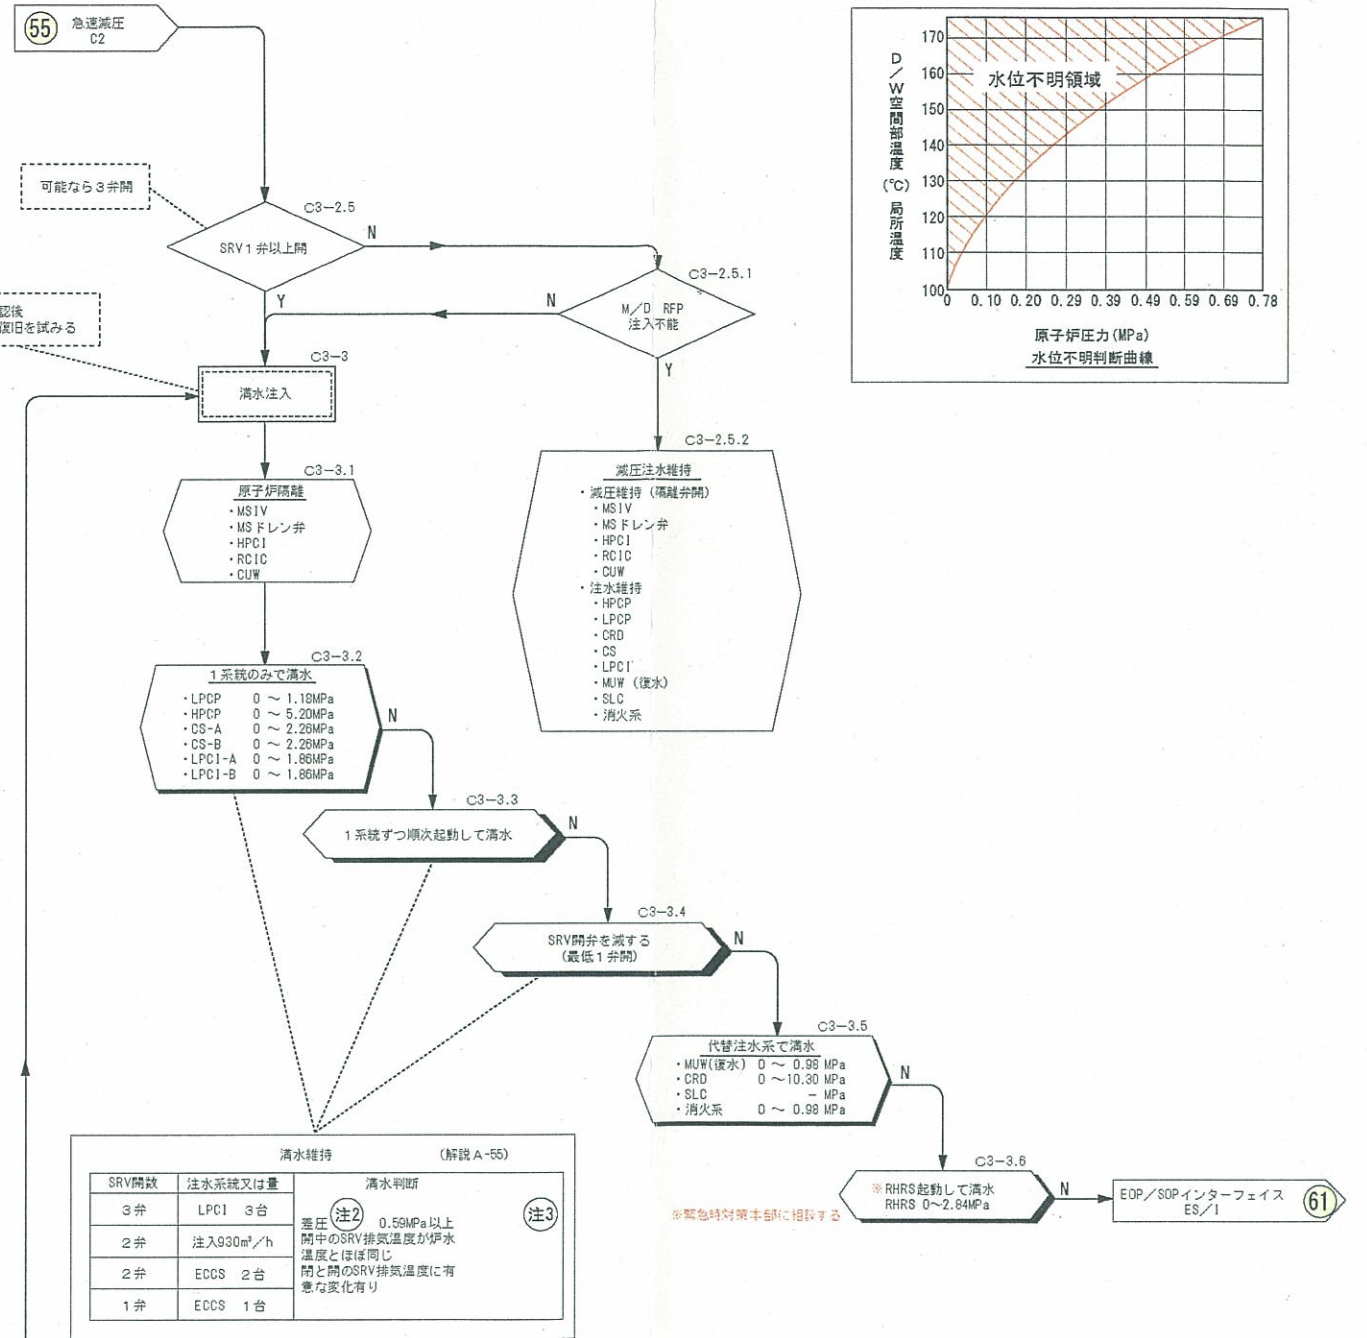 55
急速減圧
C2
可能なら3弁開
C3-2.5
SRV1弁以上開
N
Y
C3-2.5.1
M/D RFP
注入不能
N
Y
認後
復旧を試みる
C3-3
満水注入
C3-3.1
原子炉隔離
・MSIV
・MSドレン弁
・HPCI
・RCIC
・CUW
C3-2.5.2
減圧注水維持
・減圧維持(隔離弁開)
・MSIV
・MSドレン弁
・HPCI
・RCIC
・CUW
・注水維持
・HPCP
・LPCP
・CRD
・CS
・LPCI
・MUW(復水)
・SLC
・消火系
C3-3.2
1系統のみで満水
・LPCP 0 ~ 1.18MPa
・HPCP 0 ~ 5.20MPa
・CS-A 0 ~ 2.26MPa
・CS-B 0 ~ 2.26MPa
・LPCI-A 0 ~ 1.86MPa
・LPCI-B 0 ~ 1.86MPa
N
C3-3.3
1系統ずつ順次起動して満水
N
C3-3.4
SRV開弁を減する
(最低1弁開)
N
C3-3.5
代替注水系で満水
・MUW(復水) 0 ~ 0.98 MPa
・CRD 0 ~10.30 MPa
・SLC - MPa
・消火系 0 ~ 0.98 MPa
N
C3-3.6
※RHRS起動して満水
RHRS 0~2.84MPa
N
※緊急時対策本部に相談する
EOP/SOPインターフェイス
ES/I
61
満水維持 (解説A-55)
SRV開数 注水系統又は量 満水判断
3弁 LPCI 3台
2弁 注入930m³/h
2弁 ECCS 2台
1弁 ECCS 1台
差圧 注2 0.59MPa以上 注3
開中のSRV排気温度が炉水
温度とほぼ同じ
閉と開のSRV排気温度に有
意な変化有り
D/W空間部温度(℃)局所温度
170
160
150
140
130
120
110
100
水位不明領域
0 0.10 0.20 0.29 0.39 0.49 0.59 0.69 0.78
原子炉圧力(MPa)
水位不明判断曲線